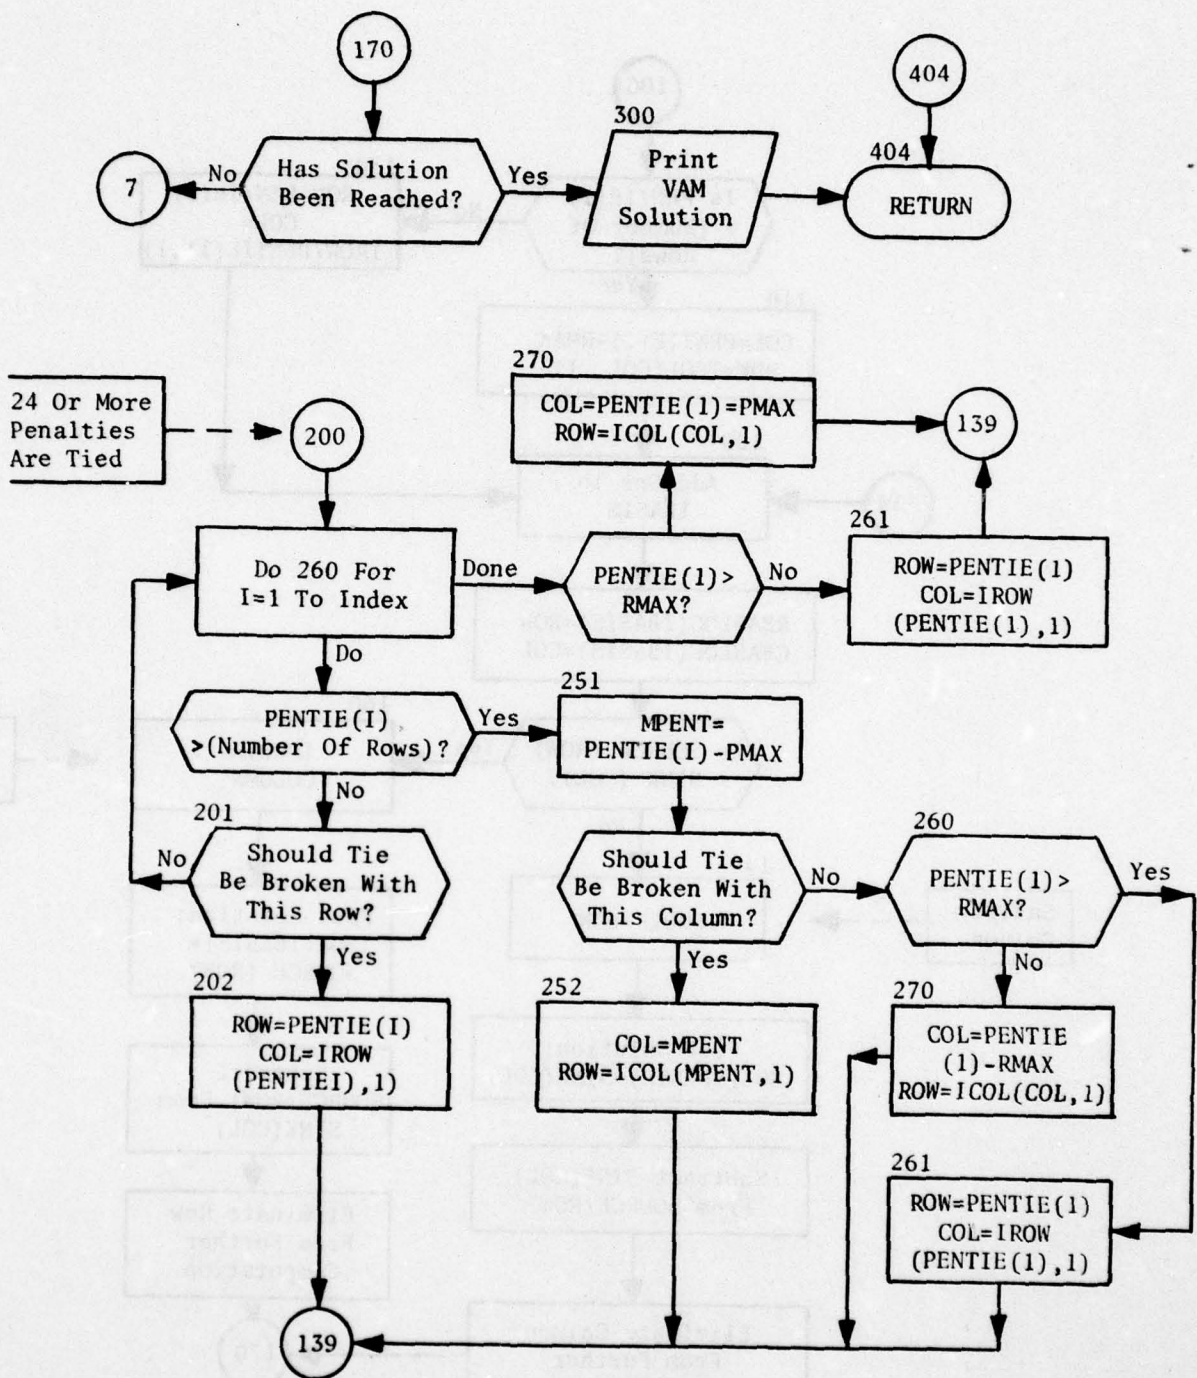 170
404
300
Has Solution
Been Reached?
No
7
Yes
Print
VAM
Solution
404
RETURN
24 Or More
Penalties
Are Tied
200
270
COL=PENTIE(1)=PMAX
ROW=ICOL(COL,1)
139
Do 260 For
I=1 To Index
Done
PENTIE(1)>
RMAX?
No
261
ROW=PENTIE(1)
COL=IROW
(PENTIE(1),1)
Do
PENTIE(I)
>(Number Of Rows)?
Yes
251
MPENT=
PENTIE(I)-PMAX
No
201
Should Tie
Be Broken With
This Row?
No
Should Tie
Be Broken With
This Column?
No
260
PENTIE(1)>
RMAX?
Yes
Yes
202
ROW=PENTIE(I)
COL=IROW
(PENTIEI),1)
Yes
252
COL=MPENT
ROW=ICOL(MPENT,1)
No
270
COL=PENTIE
(1)-RMAX
ROW=ICOL(COL,1)
261
ROW=PENTIE(1)
COL=IROW
(PENTIE(1),1)
139